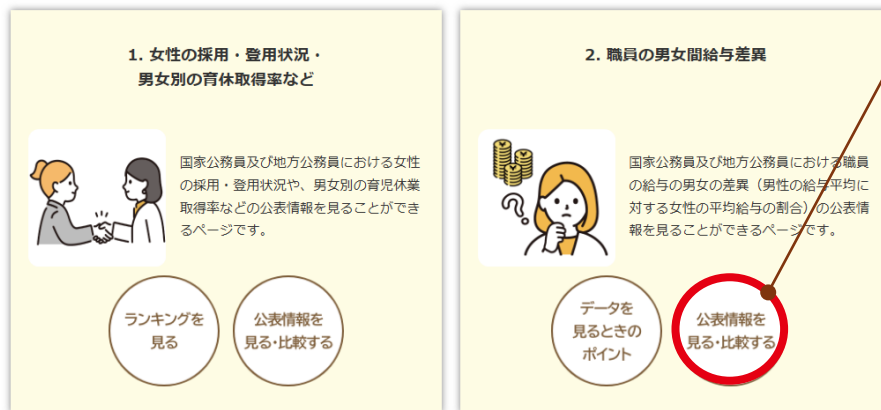 1. 女性の採用・登用状況・
男女別の育休取得率など
国家公務員及び地方公務員における女性
の採用・登用状況や、男女別の育児休業
取得率などの公表情報を見ることができ
るページです。
ランキングを
見る
公表情報を
見る・比較する
2. 職員の男女間給与差異
国家公務員及び地方公務員における職員
の給与の男女の差異（男性の給与平均に
対する女性の平均給与の割合）の公表情
報を見ることができるページです。
データを
見るときの
ポイント
公表情報を
見る・比較する